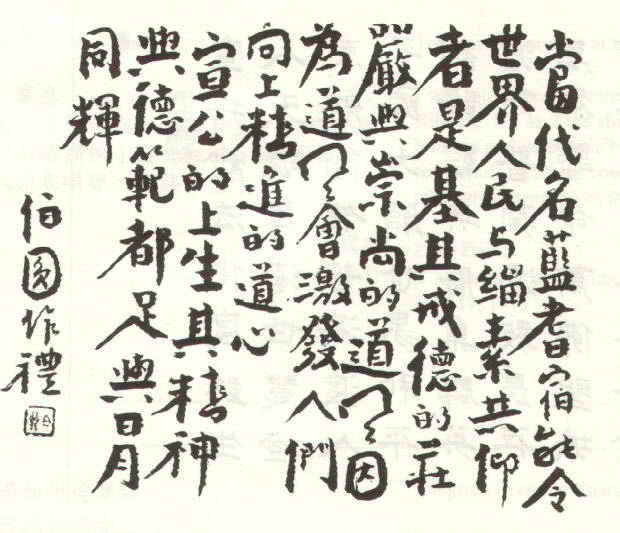 當代名藍耆宿能令
世界人民与緇素共仰
者是基具戒德的莊
嚴與崇尚的道風因
為道風會激發人們
向上精進的道心
宣公的上生其精神
與德範都足與日月
同輝
伯圓作禮